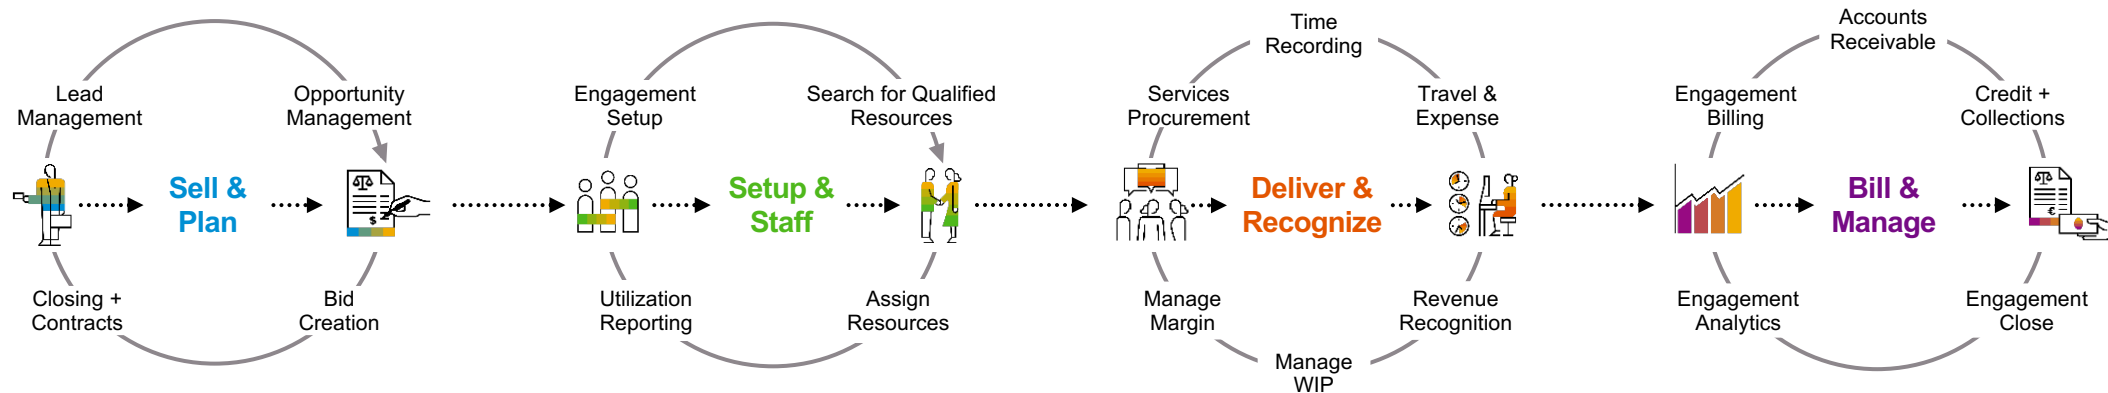 Lead
Management
Opportunity
Management
Sell &
Plan
$
Closing +
Contracts
Bid
Creation
Engagement
Setup
Search for Qualified
Resources
Setup &
Staff
Utilization
Reporting
Assign
Resources
Time
Recording
Services
Procurement
Travel &
Expense
Deliver &
Recognize
Manage
Margin
Revenue
Recognition
Manage
WIP
Accounts
Receivable
Engagement
Billing
Credit +
Collections
Bill &
Manage
€
Engagement
Analytics
Engagement
Close